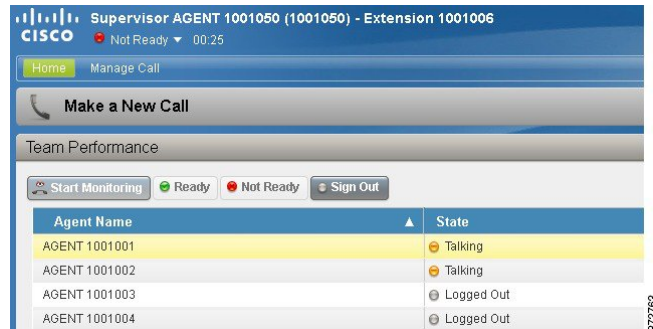 Supervisor AGENT 1001050 (1001050) - Extension 1001006
CISCO
Not Ready 00:25
Home Manage Call
Make a New Call
Team Performance
Start Monitoring Ready Not Ready Sign Out
Agent Name State
AGENT 1001001 Talking
AGENT 1001002 Talking
AGENT 1001003 Logged Out
AGENT 1001004 Logged Out